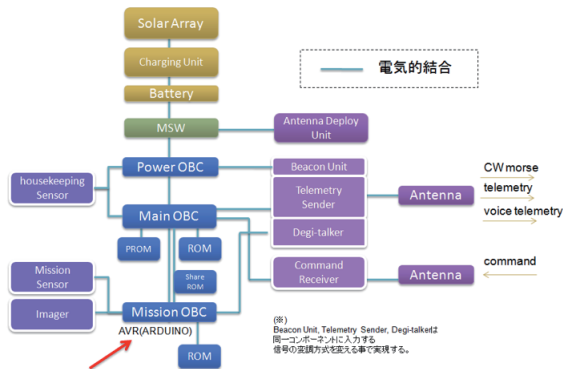 Solar Array
Charging Unit
電気的結合
Battery
MSW
Antenna Deploy
Unit
Power OBC
Beacon Unit
CW morse
housekeeping
Sensor
Telemetry
Sender
Antenna
telemetry
voice telemetry
Main OBC
Degi-talker
PROM
ROM
Mission
Sensor
Share
ROM
Command
Receiver
Antenna
command
Imager
Mission OBC
AVR(ARDUINO)
ROM
(※)
Beacon Unit, Telemetry Sender, Degi-talkerは
同一コンポーネントに入力する
信号の変調方式を変える事で実現する。